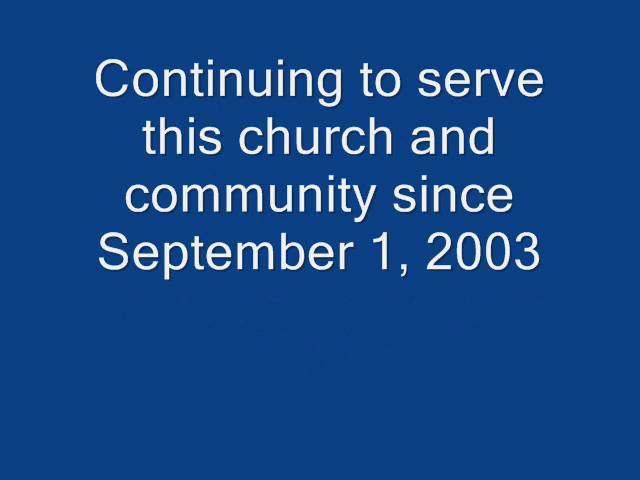 Continuing to serve
this church and
community since
September 1, 2003